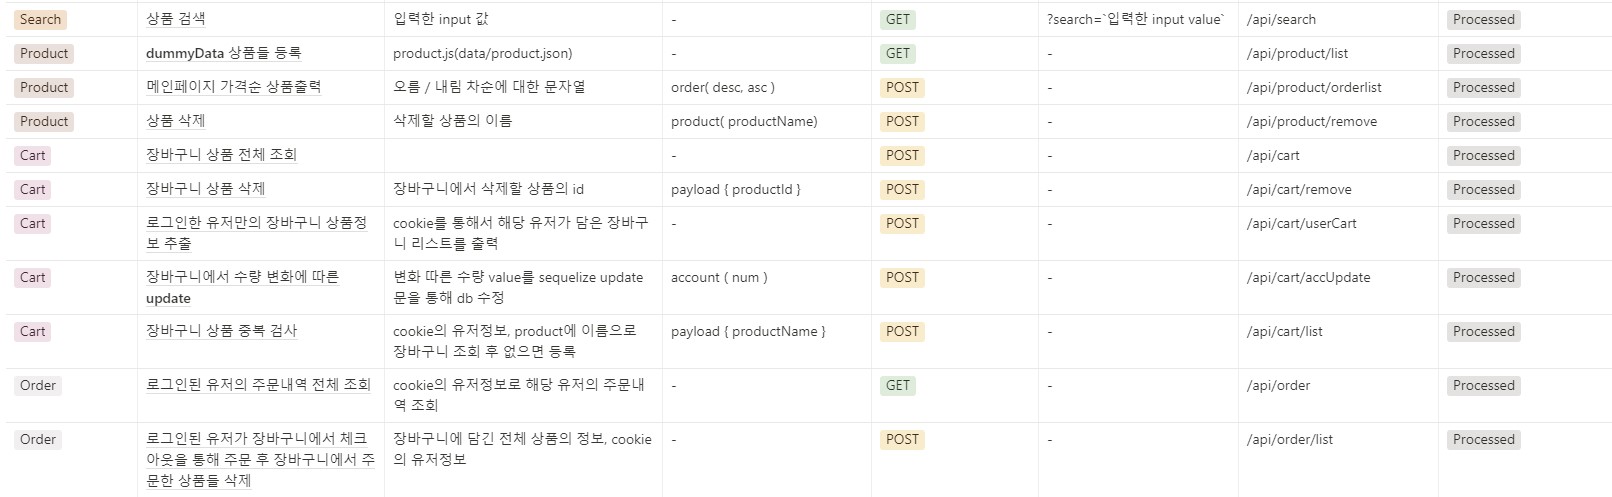 Search 상품 검색 입력한 input 값 - GET ?search=`입력한 input value` /api/search Processed
Product dummyData 상품들 등록 product.js(data/product.json) - GET - /api/product/list Processed
Product 메인페이지 가격순 상품출력 오름 / 내림 차순에 대한 문자열 order( desc, asc ) POST - /api/product/orderlist Processed
Product 상품 삭제 삭제할 상품의 이름 product( productName) POST - /api/product/remove Processed
Cart 장바구니 상품 전체 조회 - POST - /api/cart Processed
Cart 장바구니 상품 삭제 장바구니에서 삭제할 상품의 id payload { productId } POST - /api/cart/remove Processed
Cart 로그인한 유저만의 장바구니 상품정 cookie를 통해서 해당 유저가 담은 장바구 - POST - /api/cart/userCart Processed
보 추출 니 리스트를 출력
Cart 장바구니에서 수량 변화에 따른 변화 따른 수량 value를 sequelize update account ( num ) POST - /api/cart/accUpdate Processed
update 문을 통해 db 수정
Cart 장바구니 상품 중복 검사 cookie의 유저정보, product에 이름으로 payload { productName } POST - /api/cart/list Processed
장바구니 조회 후 없으면 등록
Order 로그인된 유저의 주문내역 전체 조회 cookie의 유저정보로 해당 유저의 주문내 - GET - /api/order Processed
역 조회
Order 로그인된 유저가 장바구니에서 체크 장바구니에 담긴 전체 상품의 정보, cookie - POST - /api/order/list Processed
아웃을 통해 주문 후 장바구니에서 주 의 유저정보
문한 상품들 삭제